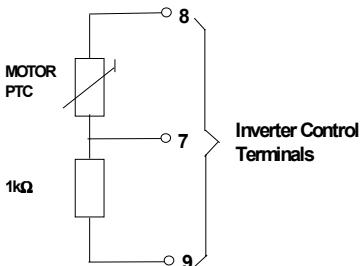 8
MOTOR
PTC
7
Inverter Control
Terminals
1kΩ
9